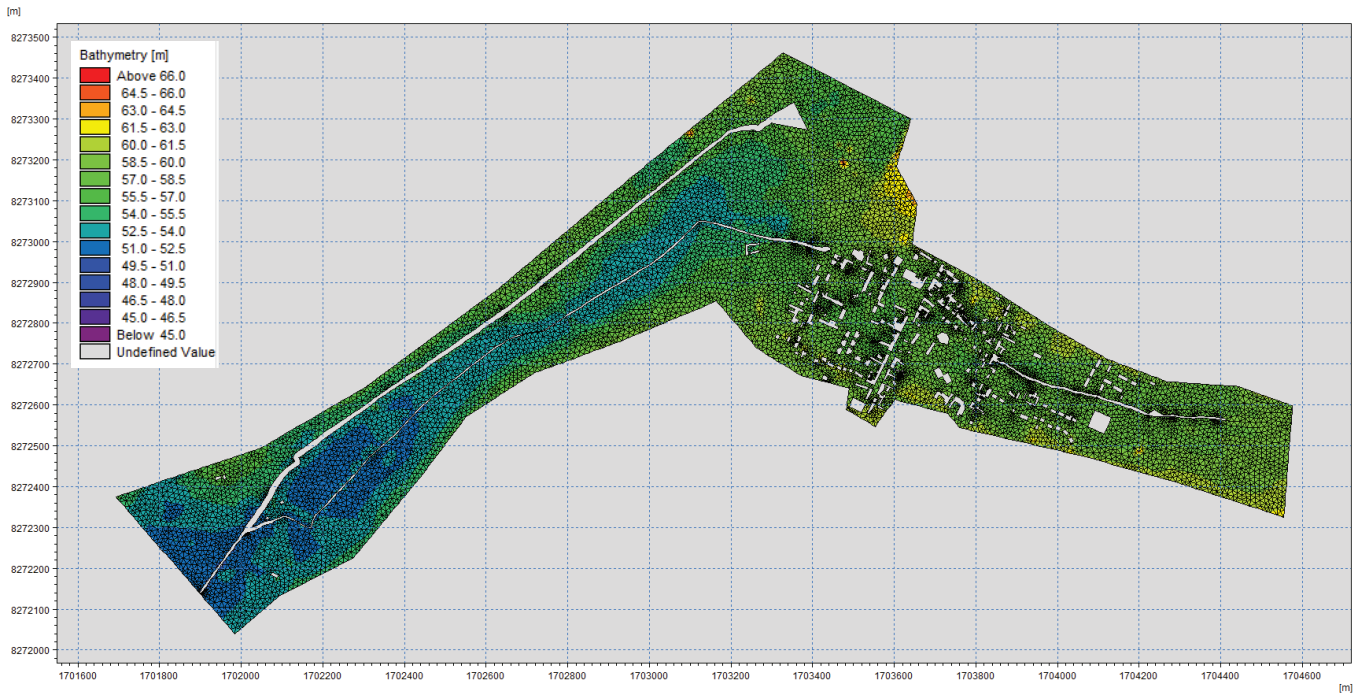 [m]
8273500
8273400
8273300
8273200
8273100
8273000
8272900
8272800
8272700
8272600
8272500
8272400
8272300
8272200
8272100
8272000
Bathymetry [m]
Above 66.0
64.5 - 66.0
63.0 - 64.5
61.5 - 63.0
60.0 - 61.5
58.5 - 60.0
57.0 - 58.5
55.5 - 57.0
54.0 - 55.5
52.5 - 54.0
51.0 - 52.5
49.5 - 51.0
48.0 - 49.5
46.5 - 48.0
45.0 - 46.5
Below 45.0
Undefined Value
1701600 1701800 1702000 1702200 1702400 1702600 1702800 1703000 1703200 1703400 1703600 1703800 1704000 1704200 1704400 1704600
[m]